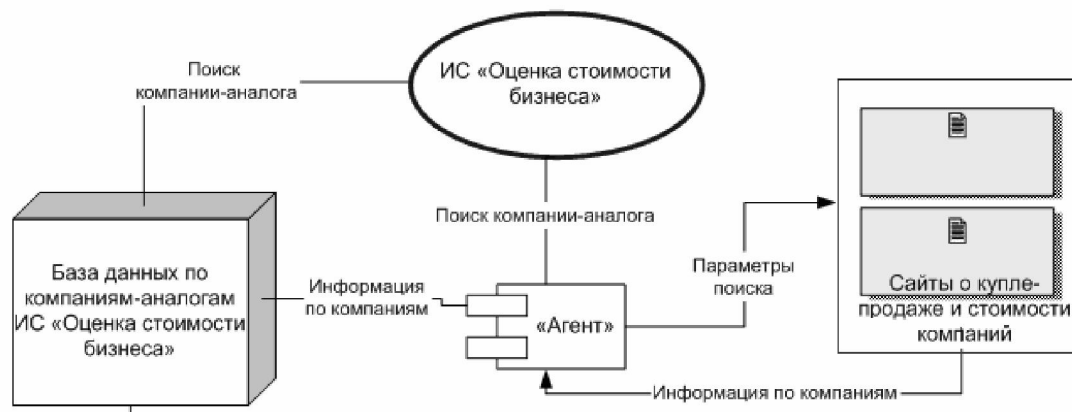 Поиск
компании-аналога
ИС «Оценка стоимости
бизнеса»
Поиск компании-аналога
База данных по
компаниям-аналогам
ИС «Оценка стоимости
бизнеса»
Информация
по компаниям
«Агент»
Параметры
поиска
Сайты о купле-
продаже и стоимости
компаний
Информация по компаниям